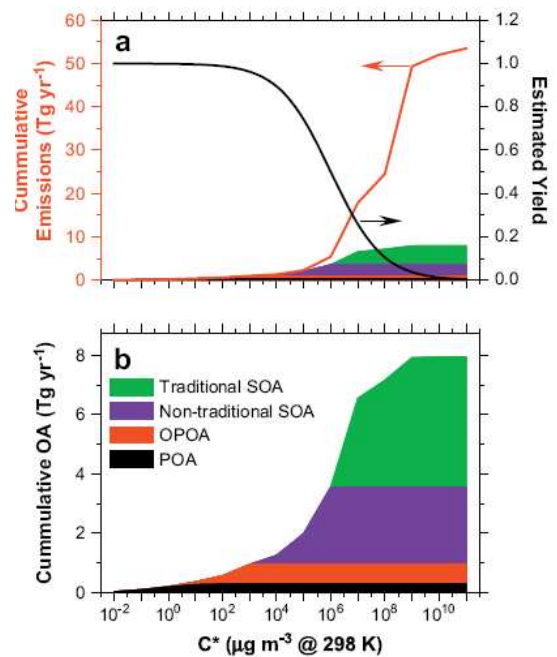 a
60
50
40
30
20
10
0
Cummulative
Emissions (Tg yr-1)
1.2
1.0
0.8
0.6
0.4
0.2
0.0
Estimated Yield
b
8
6
4
2
0
Cummulative OA (Tg yr-1)
Traditional SOA
Non-traditional SOA
OPOA
POA
10-2 100 102 104 106 108 1010
C* (μg m-3 @ 298 K)